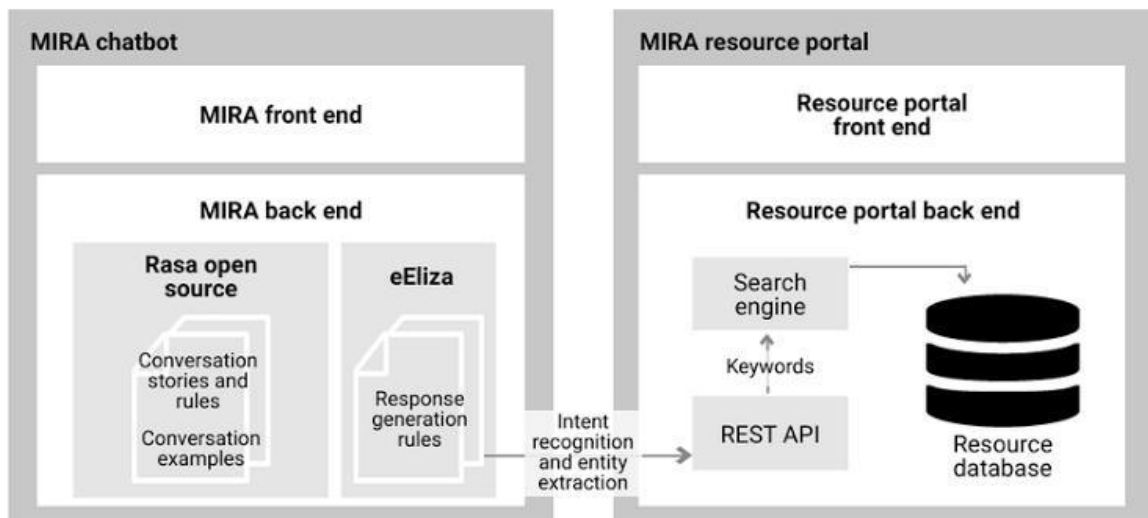 MIRA chatbot
MIRA front end
MIRA back end
Rasa open
source
Conversation
stories and
rules
Conversation
examples
eEliza
Response
generation
rules
Intent
recognition
and entity
extraction
MIRA resource portal
Resource portal
front end
Resource portal back end
Search
engine
Keywords
REST API
Resource
database